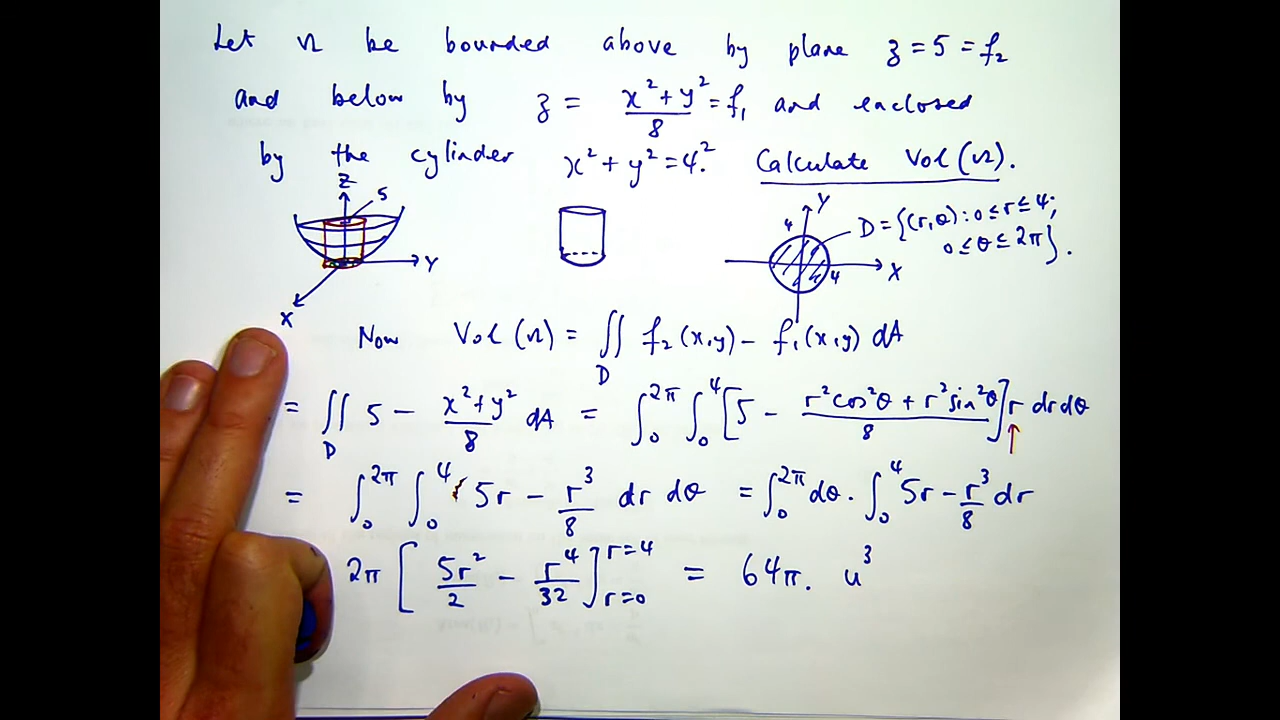 Let Ω be bounded above by plane z = 5 = f₂
and below by z = (x² + y²)/8 = f₁ and enclosed
by the cylinder x² + y² = 4². Calculate Vol(Ω).
Z
5
Y
X
Y
4
X
4
D = {(r,θ): 0 ≤ r ≤ 4;
0 ≤ θ ≤ 2π}.
Now Vol(Ω) = ∬_D f₂(x,y) − f₁(x,y) dA
= ∬_D 5 − (x² + y²)/8 dA = ∫₀^{2π} ∫₀^4 [5 − (r²cos²θ + r²sin²θ)/8] r dr dθ
= ∫₀^{2π} ∫₀^4 5r − r³/8 dr dθ = ∫₀^{2π} dθ · ∫₀^4 5r − r³/8 dr
2π [5r²/2 − r⁴/32]_{r=0}^{r=4} = 64π. u³